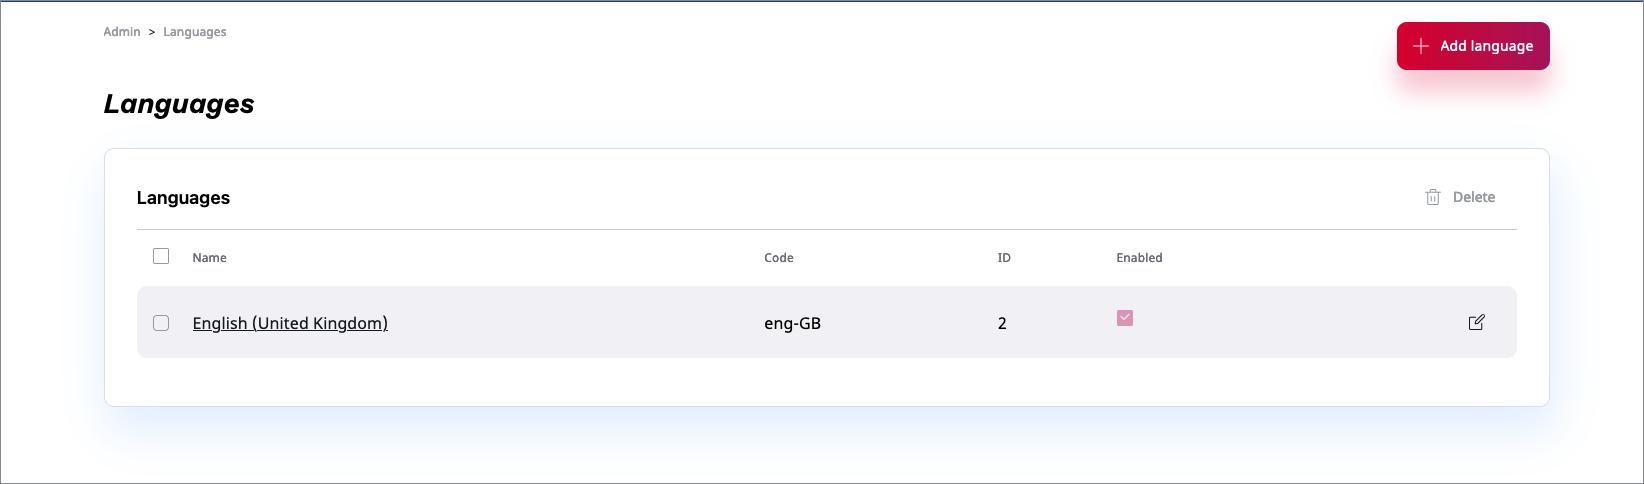 Admin > Languages
Add language
Languages
Languages
Delete
Name Code ID Enabled
English (United Kingdom) eng-GB 2